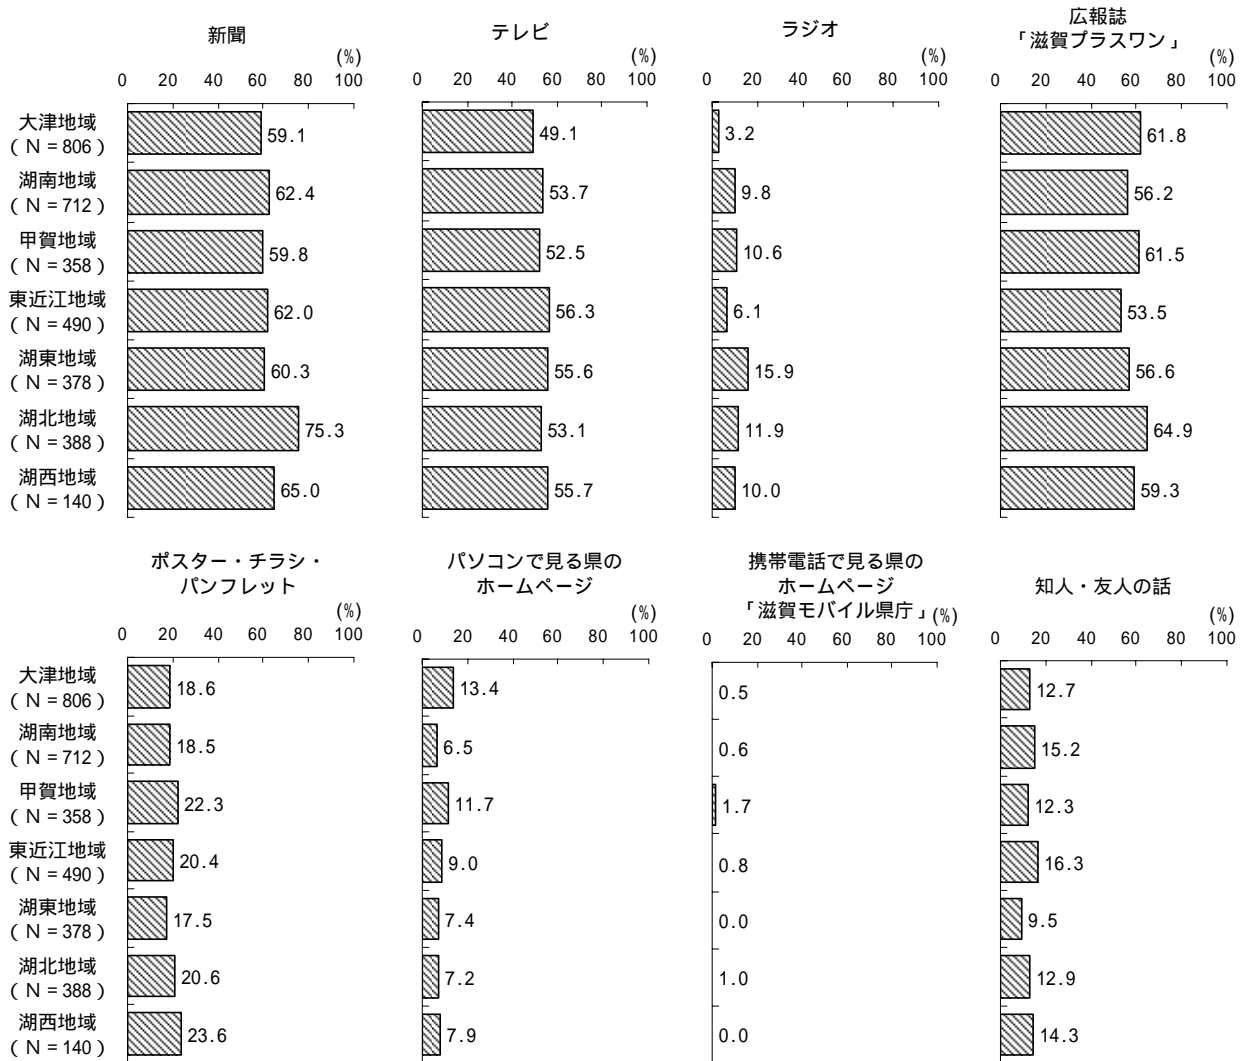 新聞
(%)
0 20 40 60 80 100
テレビ
(%)
0 20 40 60 80 100
ラジオ
(%)
0 20 40 60 80 100
広報誌
「滋賀プラスワン」
(%)
0 20 40 60 80 100
大津地域
(N=806)
59.1
49.1
3.2
61.8
湖南地域
(N=712)
62.4
53.7
9.8
56.2
甲賀地域
(N=358)
59.8
52.5
10.6
61.5
東近江地域
(N=490)
62.0
56.3
6.1
53.5
湖東地域
(N=378)
60.3
55.6
15.9
56.6
湖北地域
(N=388)
75.3
53.1
11.9
64.9
湖西地域
(N=140)
65.0
55.7
10.0
59.3
ポスター・チラシ・
パンフレット
(%)
0 20 40 60 80 100
パソコンで見る県の
ホームページ
(%)
0 20 40 60 80 100
携帯電話で見る県の
ホームページ
「滋賀モバイル県庁」(%)
0 20 40 60 80 100
知人・友人の話
(%)
0 20 40 60 80 100
大津地域
(N=806)
18.6
13.4
0.5
12.7
湖南地域
(N=712)
18.5
6.5
0.6
15.2
甲賀地域
(N=358)
22.3
11.7
1.7
12.3
東近江地域
(N=490)
20.4
9.0
0.8
16.3
湖東地域
(N=378)
17.5
7.4
0.0
9.5
湖北地域
(N=388)
20.6
7.2
1.0
12.9
湖西地域
(N=140)
23.6
7.9
0.0
14.3